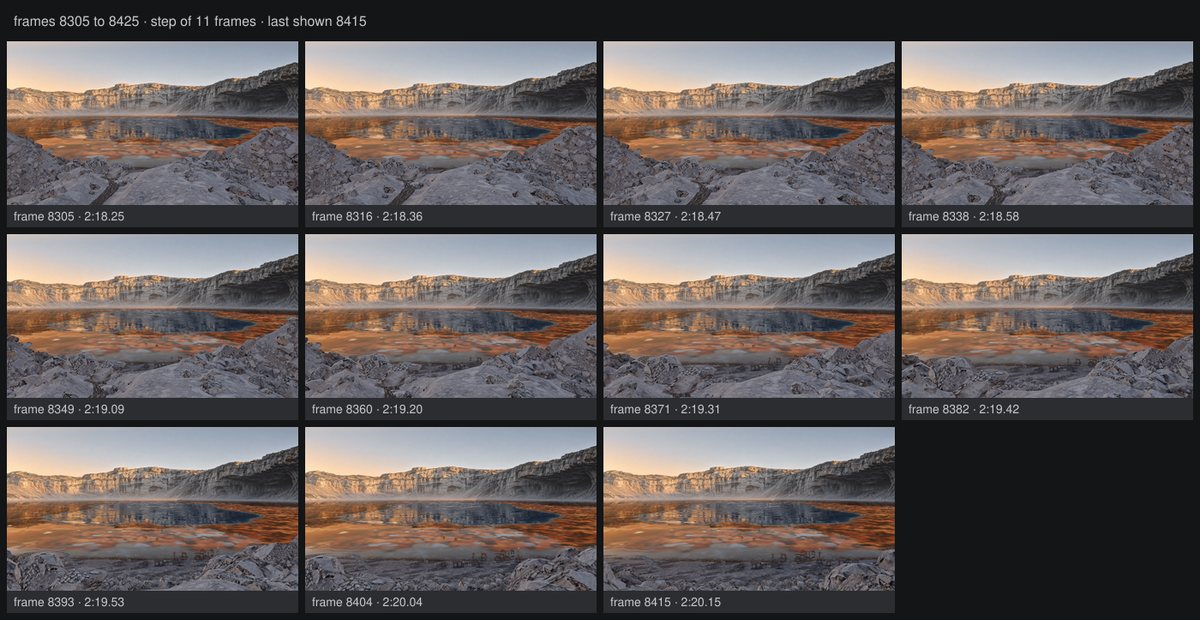 frames 8305 to 8425 · step of 11 frames · last shown 8415
frame 8305 · 2:18.25
frame 8316 · 2:18.36
frame 8327 · 2:18.47
frame 8338 · 2:18.58
frame 8349 · 2:19.09
frame 8360 · 2:19.20
frame 8371 · 2:19.31
frame 8382 · 2:19.42
frame 8393 · 2:19.53
frame 8404 · 2:20.04
frame 8415 · 2:20.15